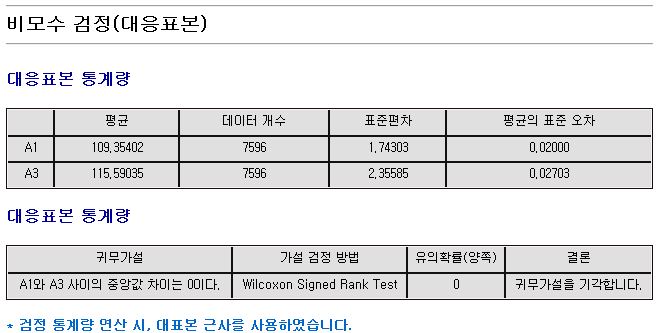 비모수 검정(대응표본)
대응표본 통계량
평균 데이터 개수 표준편차 평균의 표준 오차
A1 109,35402 7596 1,74303 0,02000
A3 115,59035 7596 2,35585 0,02703
대응표본 통계량
귀무가설 가설 검정 방법 유의확률(양쪽) 결론
A1와 A3 사이의 중앙값 차이는 0이다. Wilcoxon Signed Rank Test 0 귀무가설을 기각합니다.
* 검정 통계량 연산 시, 대표본 근사를 사용하였습니다.